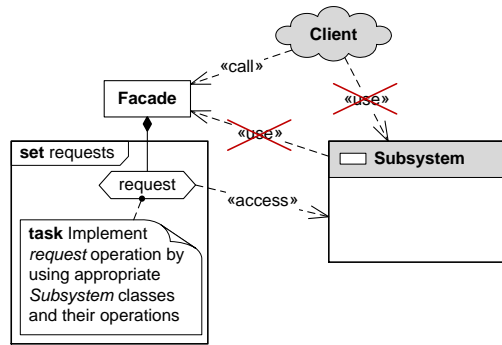 Client
«call»
Facade
«use»
«use»
set requests
Subsystem
request
«access»
task Implement
request operation by
using appropriate
Subsystem classes
and their operations